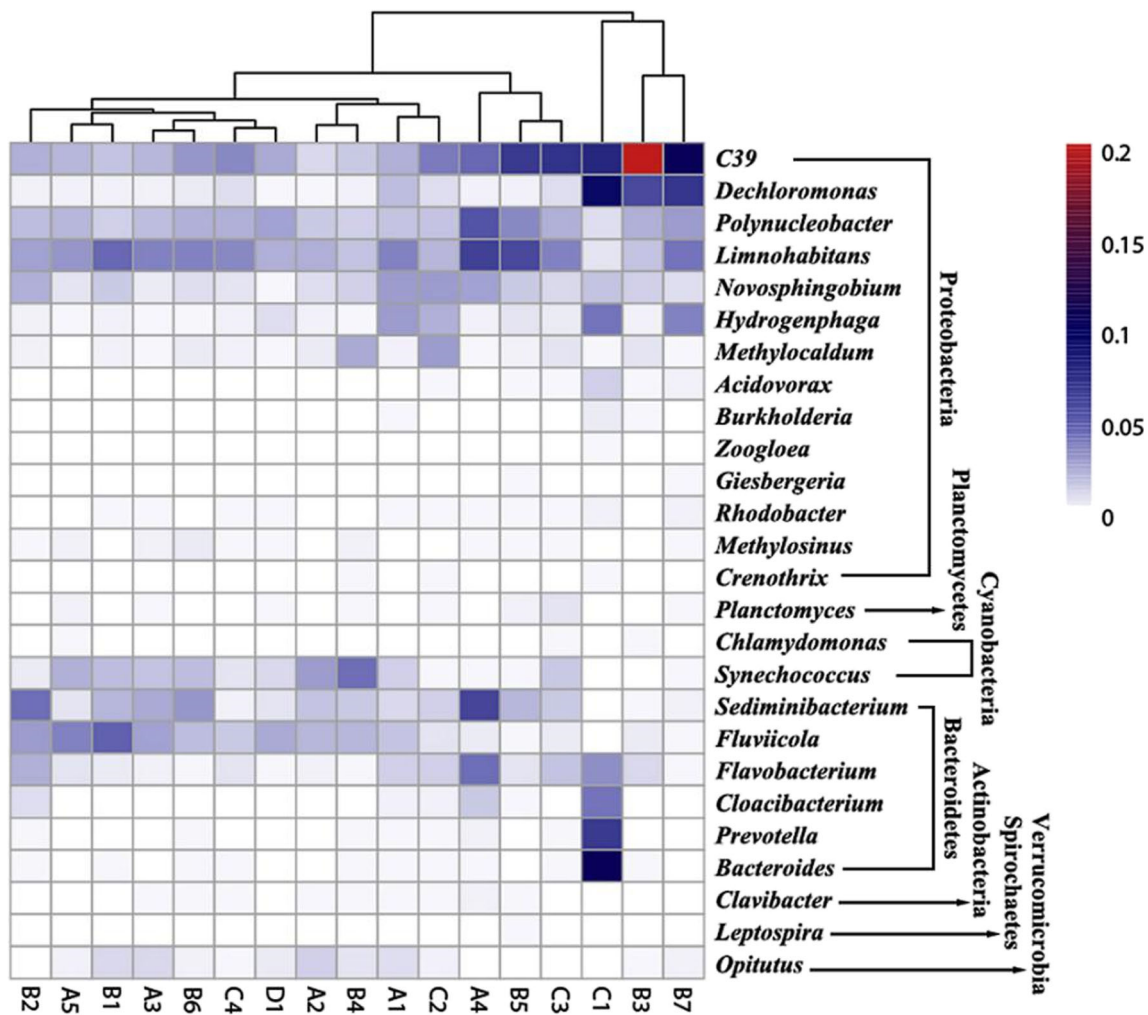 C39
Dechloromonas
Polynucleobacter
Limnohabitans
Novosphingobium
Hydrogenphaga
Methylocaldum
Acidovorax
Burkholderia
Zoogloea
Giesbergeria
Rhodobacter
Methylosinus
Crenothrix
Planctomyces
Chlamydomonas
Synechococcus
Sediminibacterium
Fluviicola
Flavobacterium
Cloacibacterium
Prevotella
Bacteroides
Clavibacter
Leptospira
Opitutus
Proteobacteria
Planctomycetes
Cyanobacteria
Bacteroidetes
Actinobacteria
Spirochaetes
Verrucomicrobia
0.2
0.15
0.1
0.05
0
B2 A5 B1 A3 B6 C4 D1 A2 B4 A1 C2 A4 B5 C3 C1 B3 B7